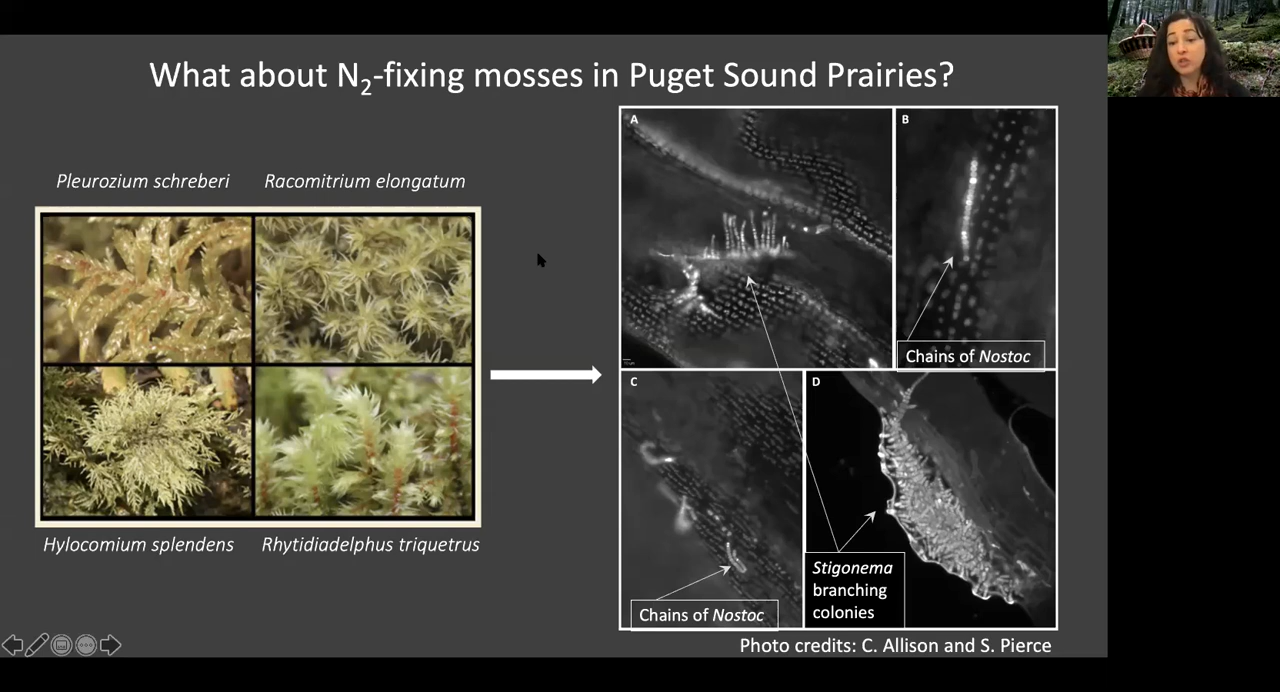 What about N₂-fixing mosses in Puget Sound Prairies?
Pleurozium schreberi
Racomitrium elongatum
Hylocomium splendens
Rhytidiadelphus triquetrus
A
B
Chains of Nostoc
C
D
Chains of Nostoc
Stigonema
branching
colonies
Photo credits: C. Allison and S. Pierce